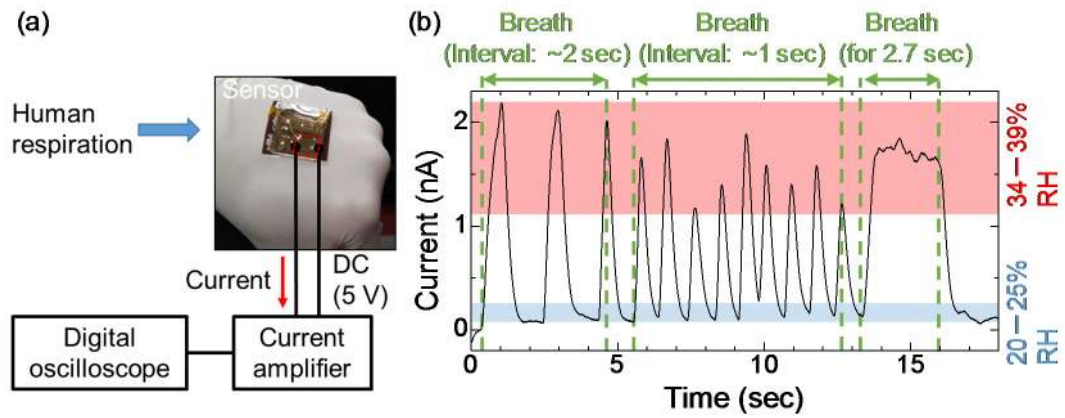 (a)
Sensor
Human
respiration
Current
DC
(5 V)
Digital
oscilloscope
Current
amplifier
(b)
Breath
(Interval: ~2 sec)
Breath
(Interval: ~1 sec)
Breath
(for 2.7 sec)
Current (nA)
2
1
0
0
5
10
15
Time (sec)
34–39%
RH
20–25%
RH